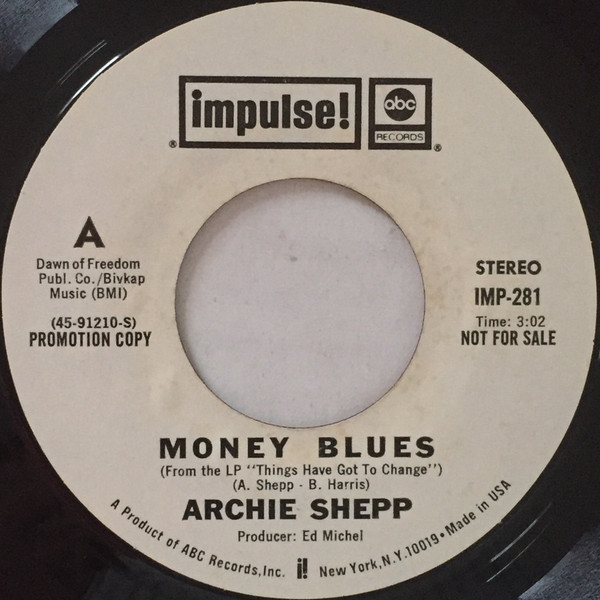 impulse!
abc
RECORDS
®
®
A
Dawn of Freedom
Publ. Co./Bivkap
Music (BMI)
(45-91210-S)
PROMOTION COPY
STEREO
IMP-281
Time: 3:02
NOT FOR SALE
MONEY BLUES
(From the LP "Things Have Got To Change")
(A. Shepp - B. Harris)
ARCHIE SHEPP
Producer: Ed Michel
A Product of ABC Records, Inc. i! New York, N.Y. 10019 • Made in USA